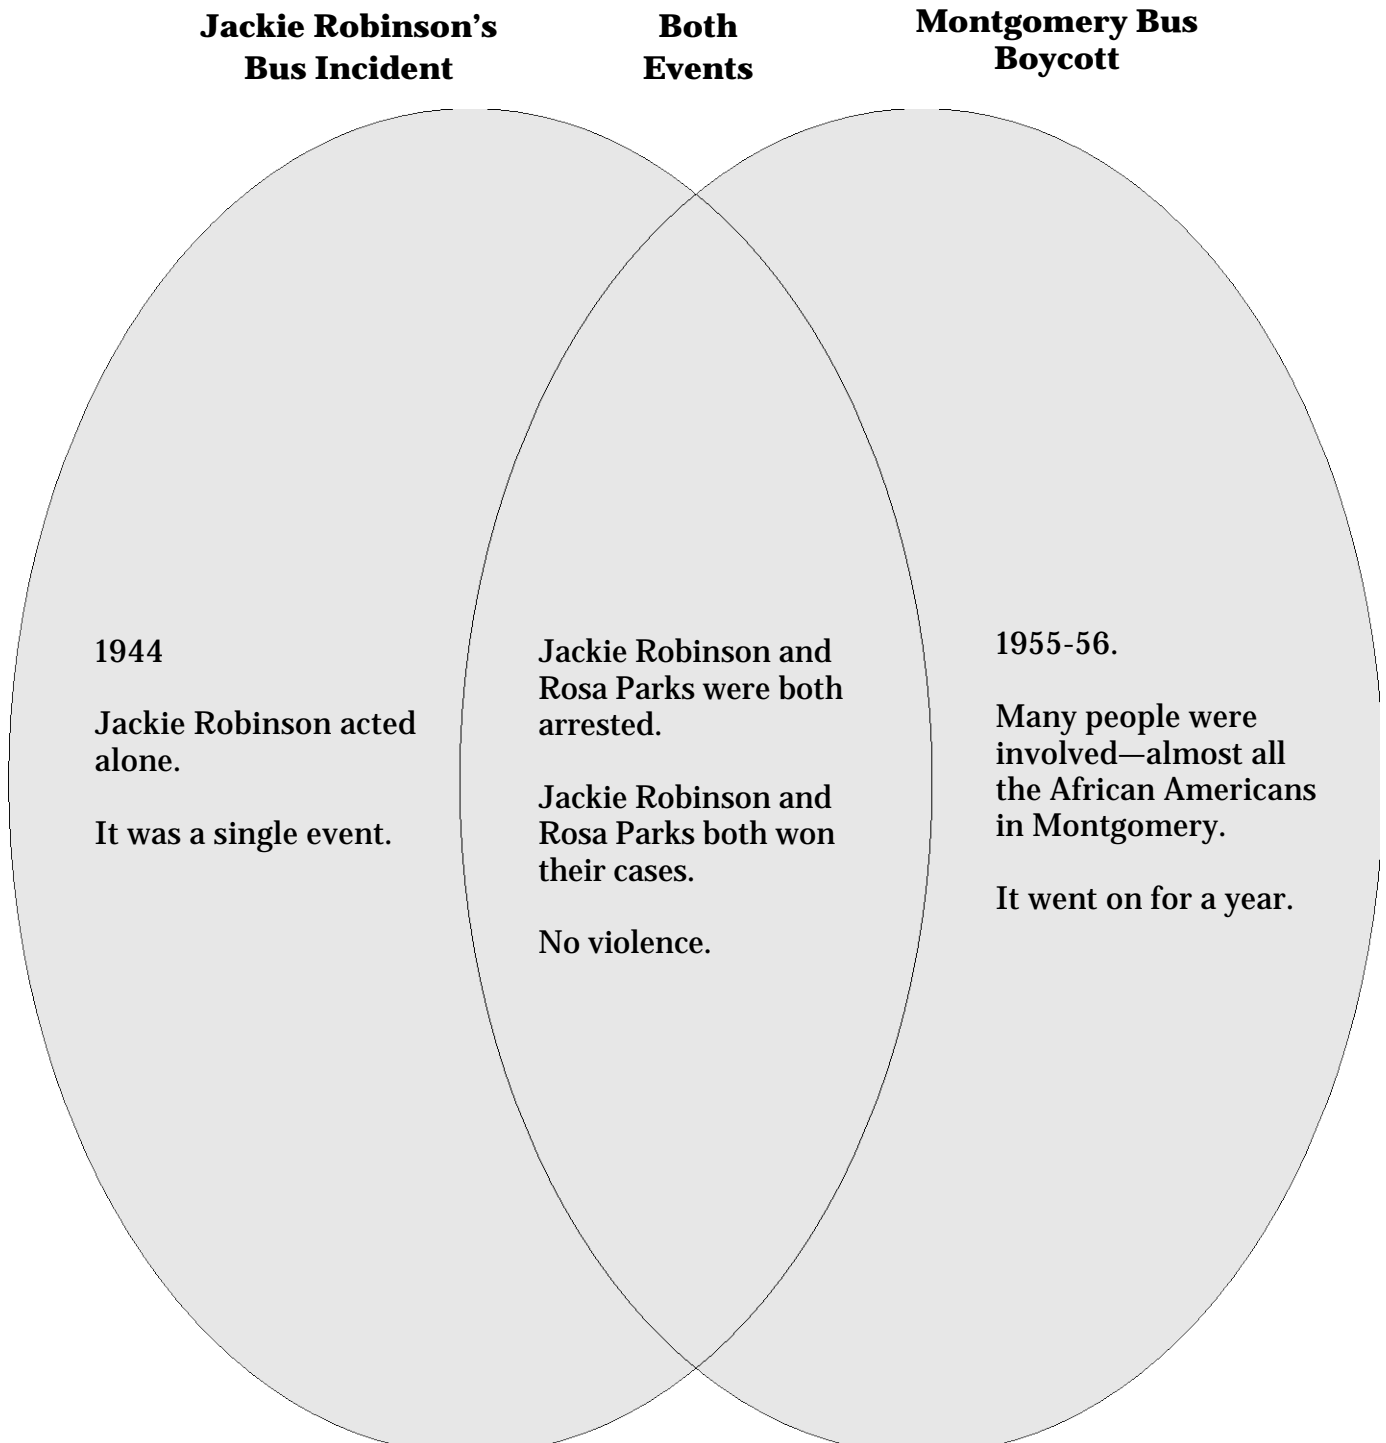 Jackie Robinson’s
Bus Incident
Both
Events
Montgomery Bus
Boycott
1944
Jackie Robinson acted
alone.
It was a single event.
Jackie Robinson and
Rosa Parks were both
arrested.
Jackie Robinson and
Rosa Parks both won
their cases.
No violence.
1955-56.
Many people were
involved—almost all
the African Americans
in Montgomery.
It went on for a year.